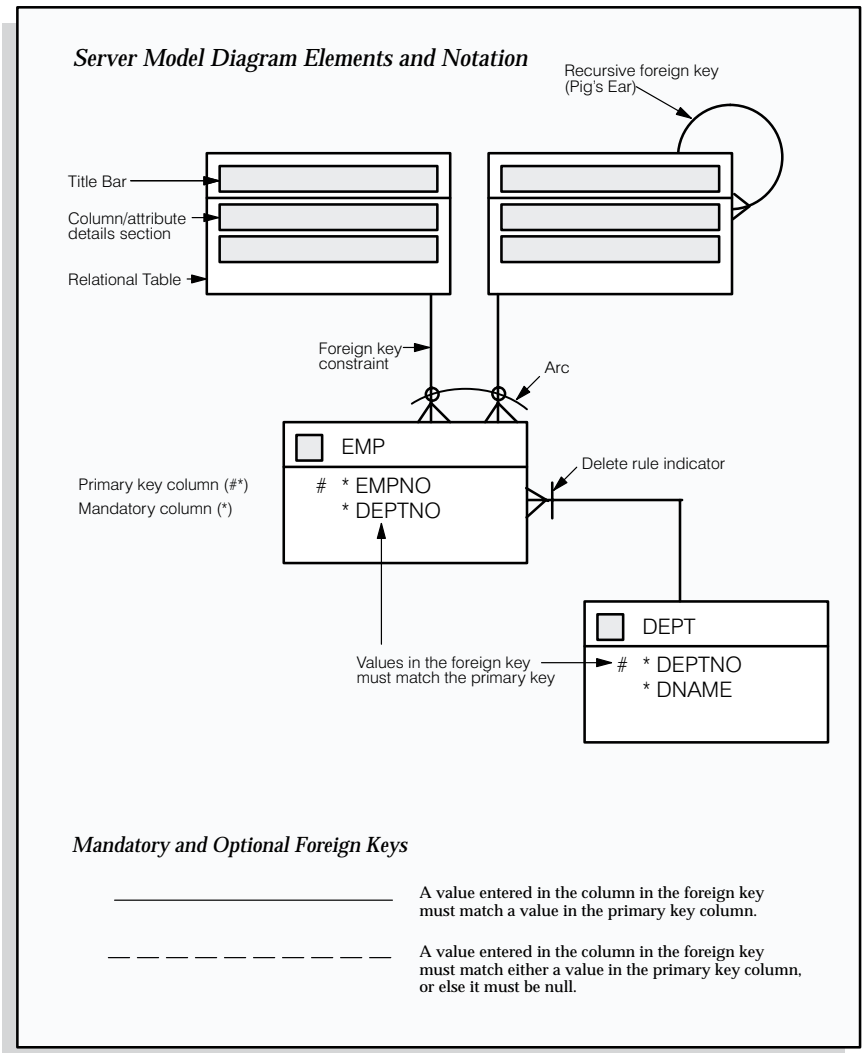 Server Model Diagram Elements and Notation
Recursive foreign key
(Pig's Ear)
Title Bar
Column/attribute
details section
Relational Table
Foreign key
constraint
Arc
EMP
Delete rule indicator
Primary key column (#*)
Mandatory column (*)
# * EMPNO
* DEPTNO
DEPT
Values in the foreign key
must match the primary key
# * DEPTNO
* DNAME
Mandatory and Optional Foreign Keys
A value entered in the column in the foreign key
must match a value in the primary key column.
A value entered in the column in the foreign key
must match either a value in the primary key column,
or else it must be null.